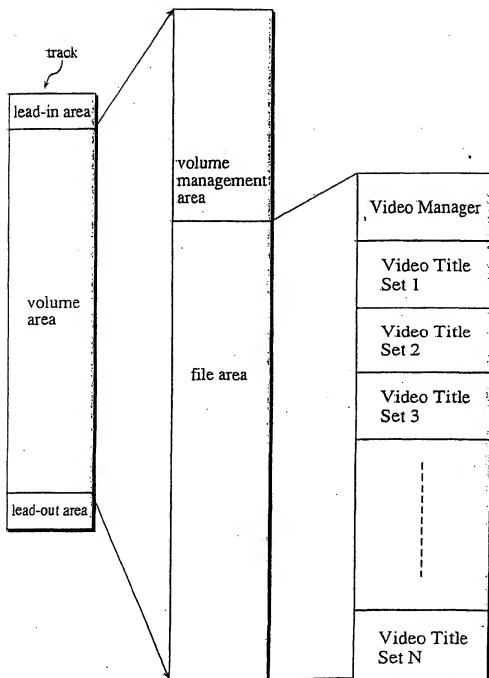 track
lead-in area
volume
area
lead-out area
volume
management
area
file area
Video Manager
Video Title
Set 1
Video Title
Set 2
Video Title
Set 3
Video Title
Set N